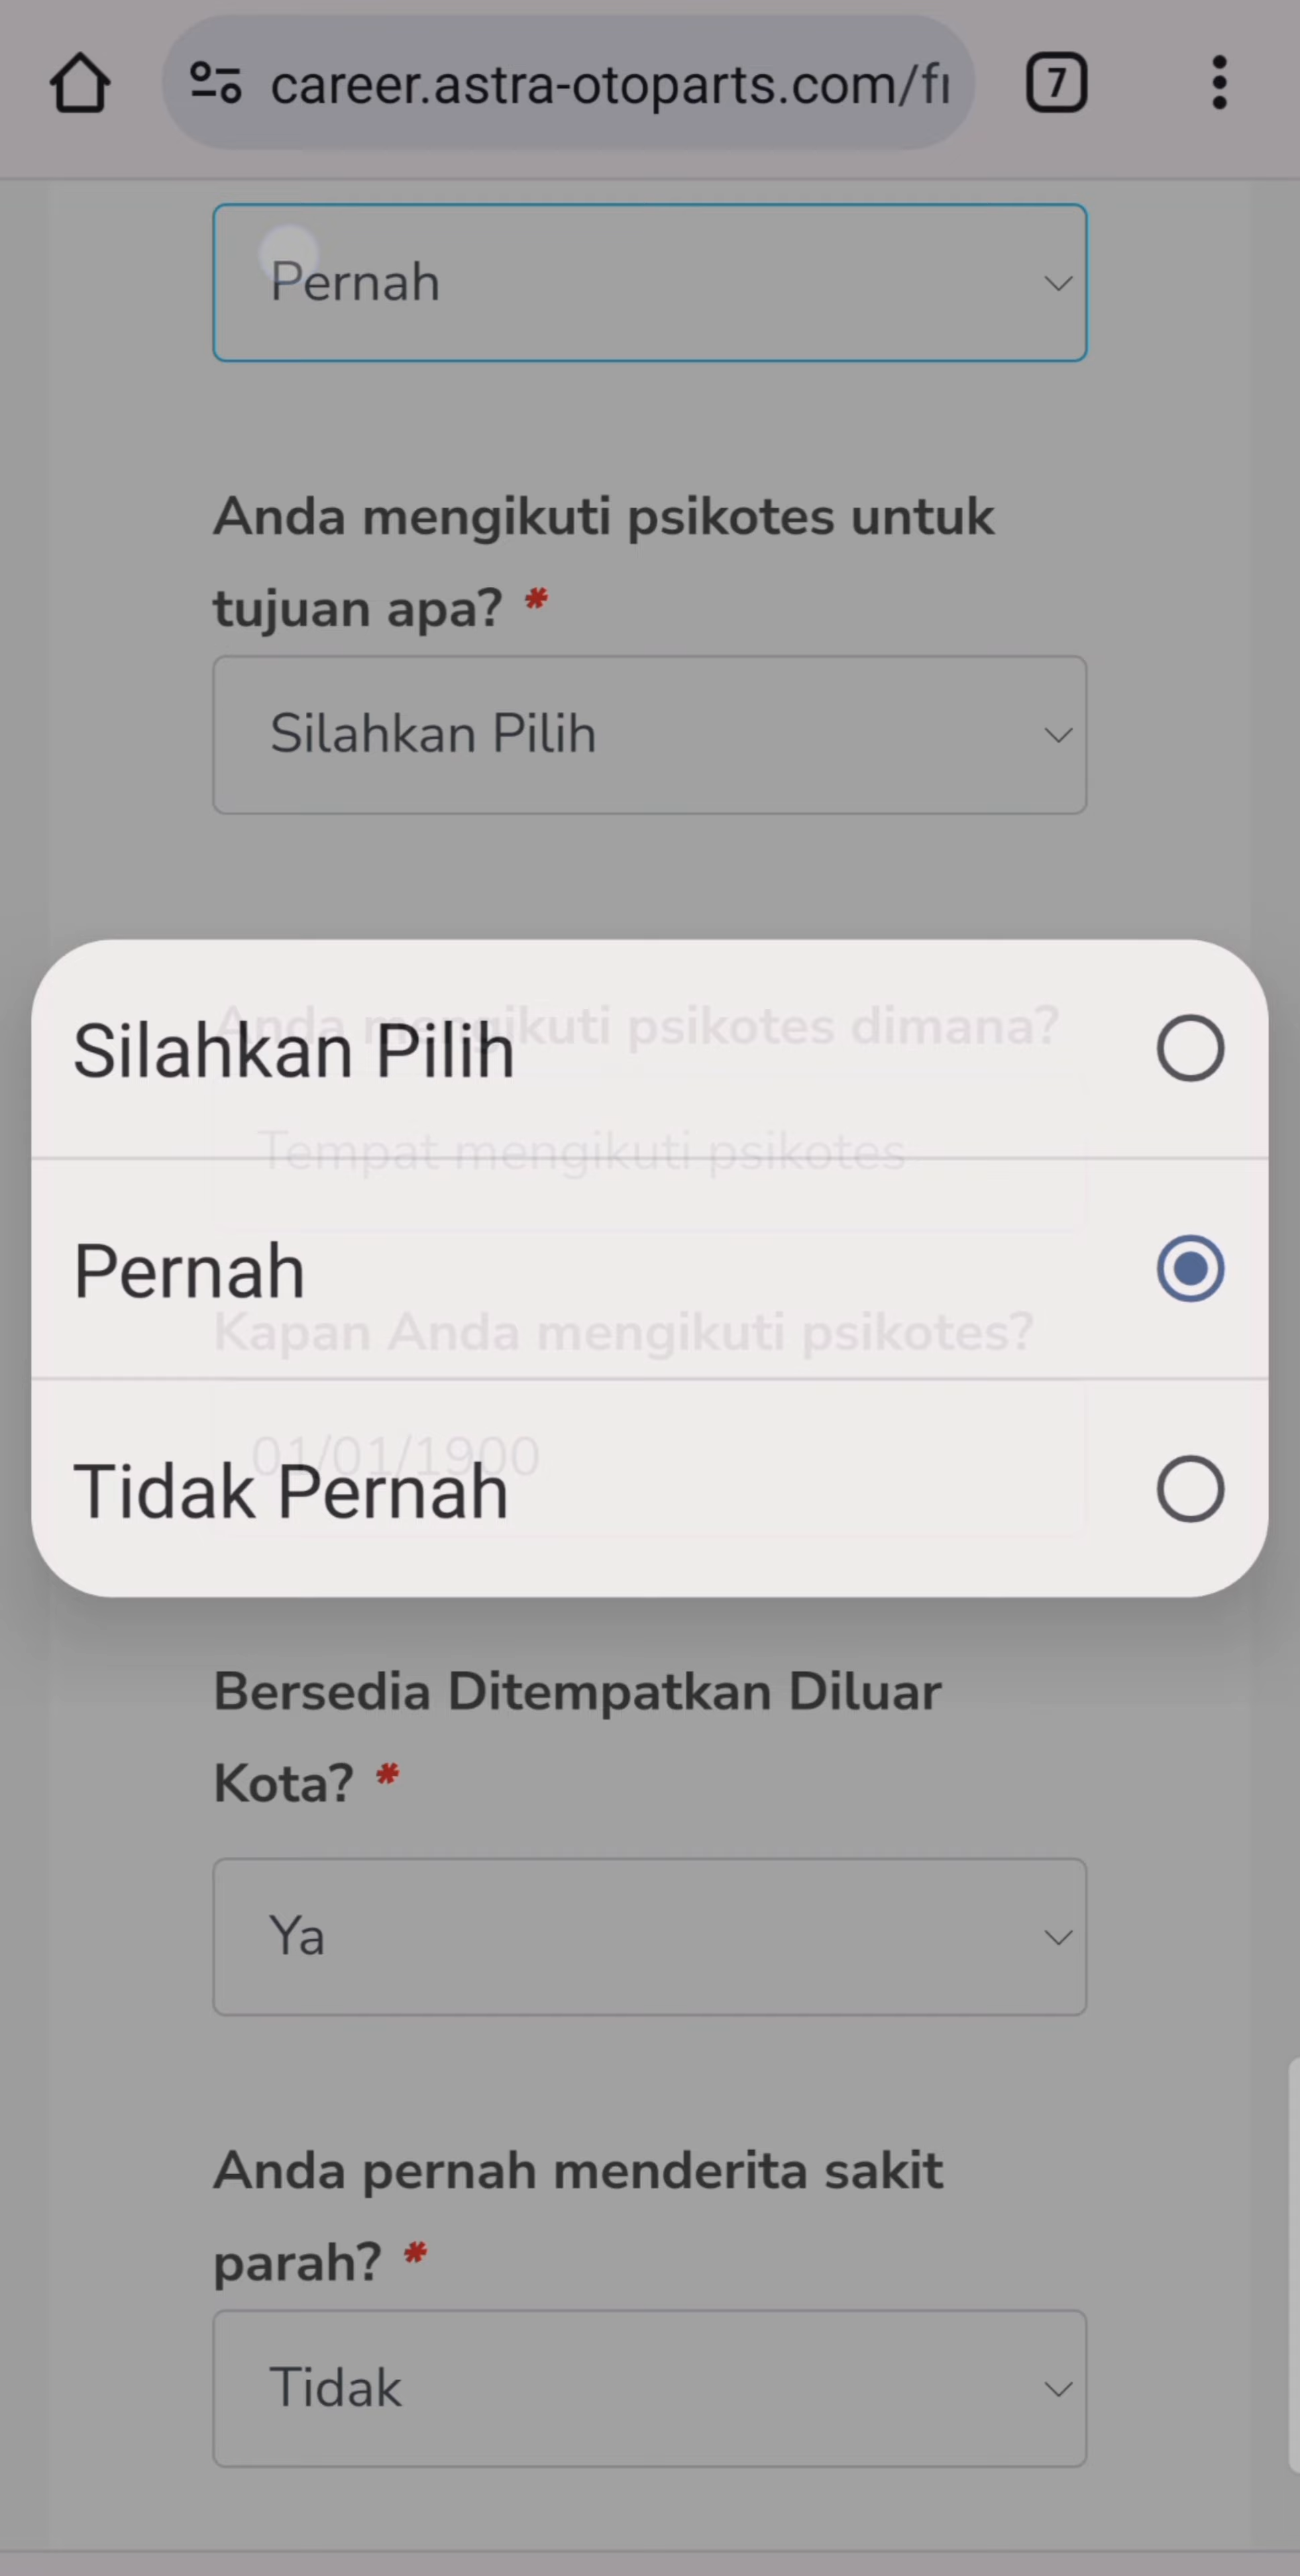 career.astra-otoparts.com/fi
7
Pernah
Anda mengikuti psikotes untuk
tujuan apa? *
Silahkan Pilih
Anda mengikuti psikotes dimana?
Silahkan Pilih
Tempat mengikuti psikotes
Pernah
Kapan Anda mengikuti psikotes?
01/01/1900
Tidak Pernah
Bersedia Ditempatkan Diluar
Kota? *
Ya
Anda pernah menderita sakit
parah? *
Tidak